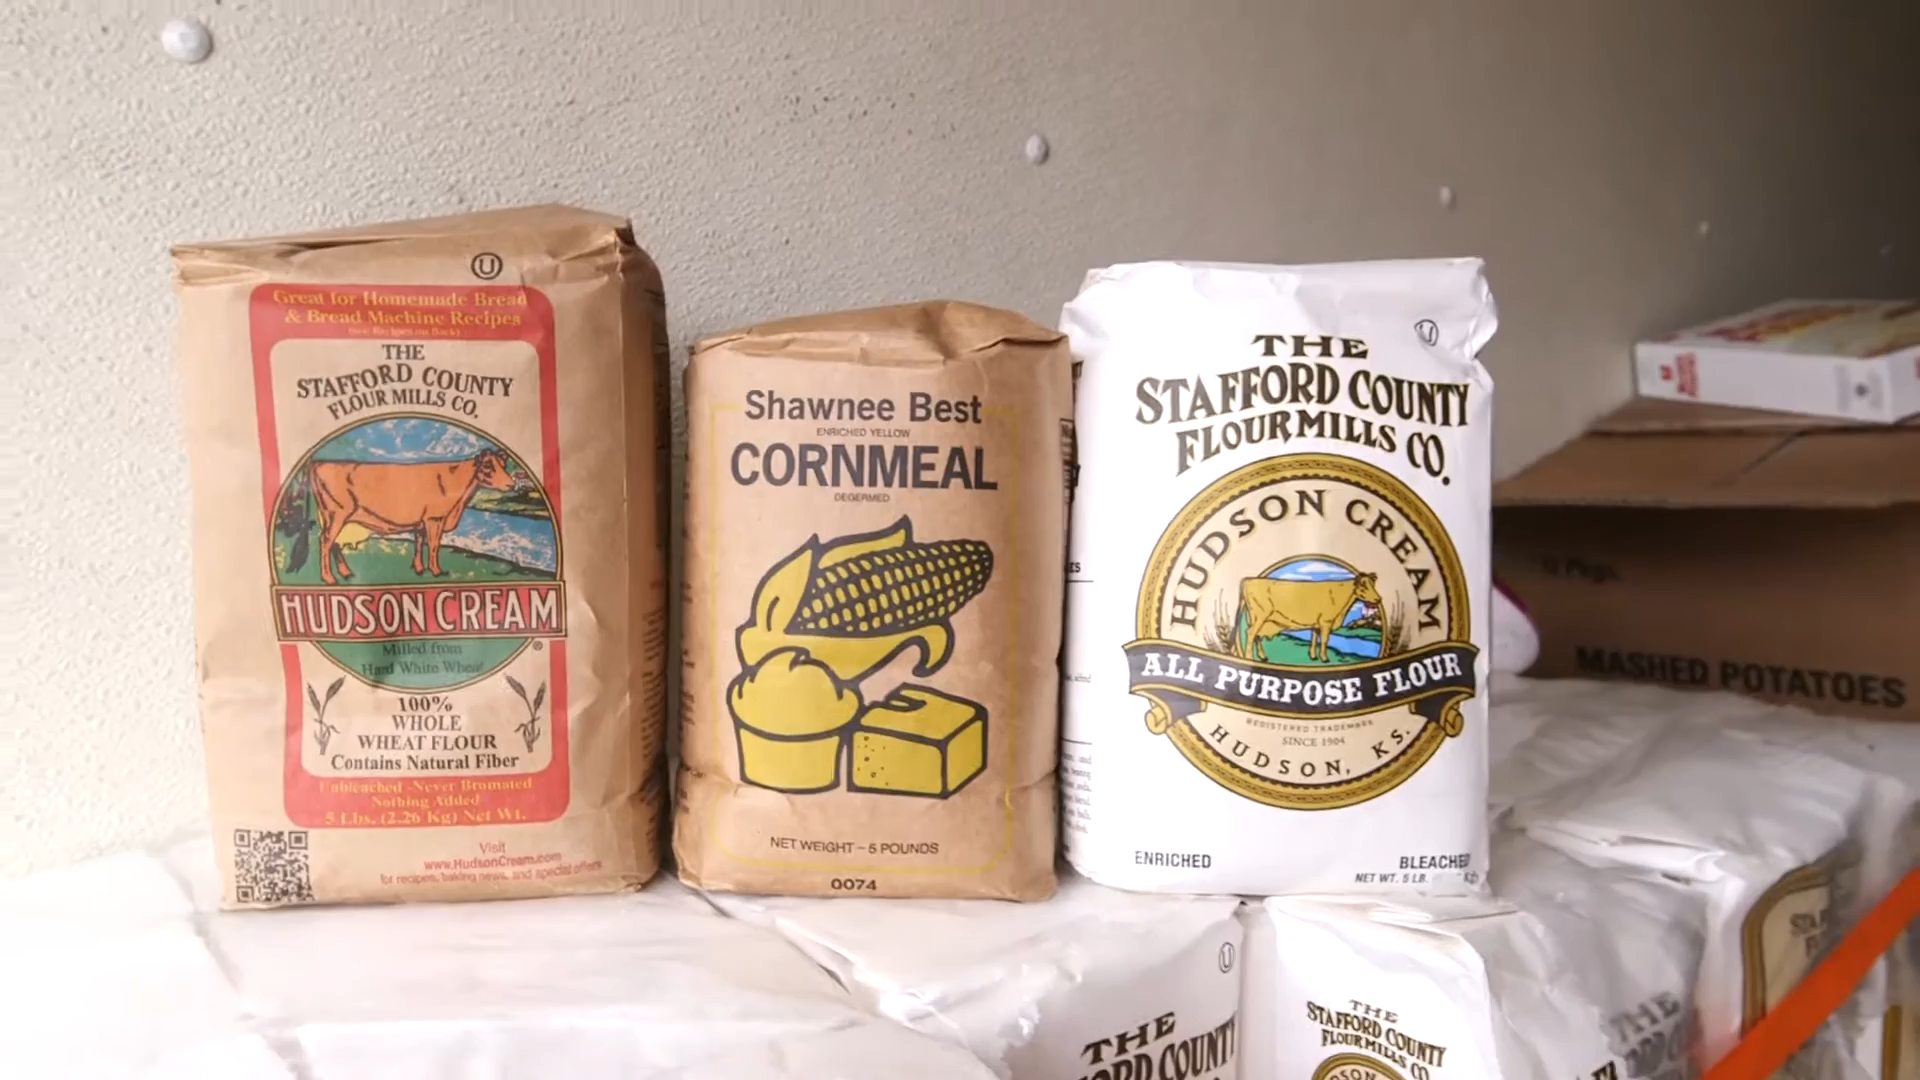 U
Great for Homemade Bread
& Bread Machine Recipes
THE
STAFFORD COUNTY
FLOUR MILLS CO.
HUDSON CREAM
®
Milled from
Hard White Wheat
100%
WHOLE
WHEAT FLOUR
Contains Natural Fiber
Unbleached - Never Bromated
Nothing Added
5 Lbs. (2.26 Kg) Net Wt.
Visit
www.HudsonCream.com
for recipes, baking news, and special offers
Shawnee Best
ENRICHED YELLOW
CORNMEAL
DEGERMED
NET WEIGHT - 5 POUNDS
0074
U
THE
STAFFORD COUNTY
FLOUR MILLS CO.
HUDSON CREAM
ALL PURPOSE FLOUR
REGISTERED TRADEMARK
SINCE 1904
HUDSON, KS.
ENRICHED
BLEACHED
NET WT. 5 LB.
MASHED POTATOES
U
THE
COUNTY
THE
STAFFORD COUNTY
FLOUR MILLS CO.
THE